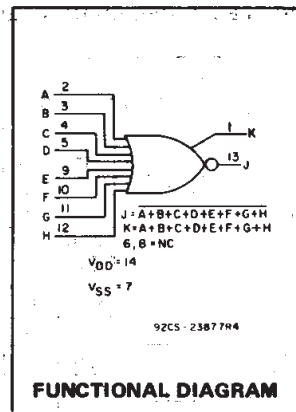 A 2
B 3
C 4
D 5
E 9
F 10
G 11
H 12
1 K
13 J
J = A+B+C+D+E+F+G+H
K = A+B+C+D+E+F+G+H
6, 8 = NC
VDD = 14
VSS = 7
92CS-23877R4
FUNCTIONAL DIAGRAM